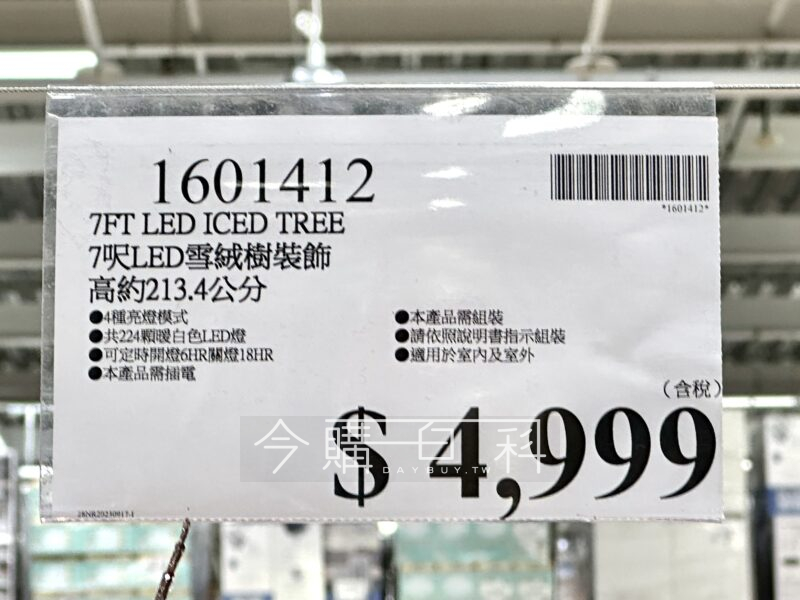 1601412
*1601412*
7FT LED ICED TREE
7呎LED雪絨樹裝飾
高約213.4公分
●4種亮燈模式
●共224顆暖白色LED燈
●可定時開燈6HR關燈18HR
●本產品需插電
●本產品需組裝
●請依照說明書指示組裝
●適用於室內及室外
(含稅)
$4,999
今購百科
DAYBUY.TW
28NR20230917-1